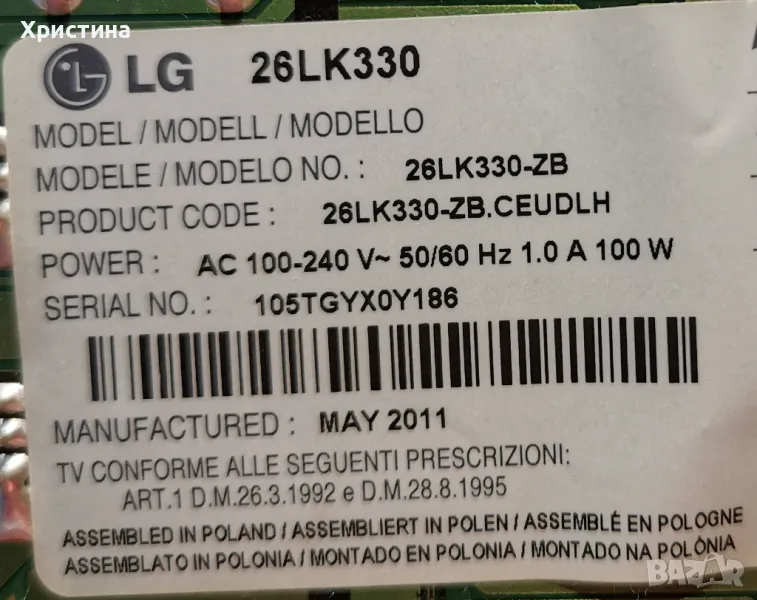 Христина
LG 26LK330
MODEL / MODELL / MODELLO
MODELE / MODELO NO. : 26LK330-ZB
PRODUCT CODE : 26LK330-ZB.CEUDLH
POWER : AC 100-240 V~ 50/60 Hz 1.0 A 100 W
SERIAL NO. : 105TGYX0Y186
MANUFACTURED : MAY 2011
TV CONFORME ALLE SEGUENTI PRESCRIZIONI:
ART.1 D.M.26.3.1992 e D.M.28.8.1995
ASSEMBLED IN POLAND / ASSEMBLIERT IN POLEN / ASSEMBLÉ EN POLOGNE
ASSEMBLATO IN POLONIA / MONTADO EN POLONIA / MONTADO NA POLÔNIA
BAZAR